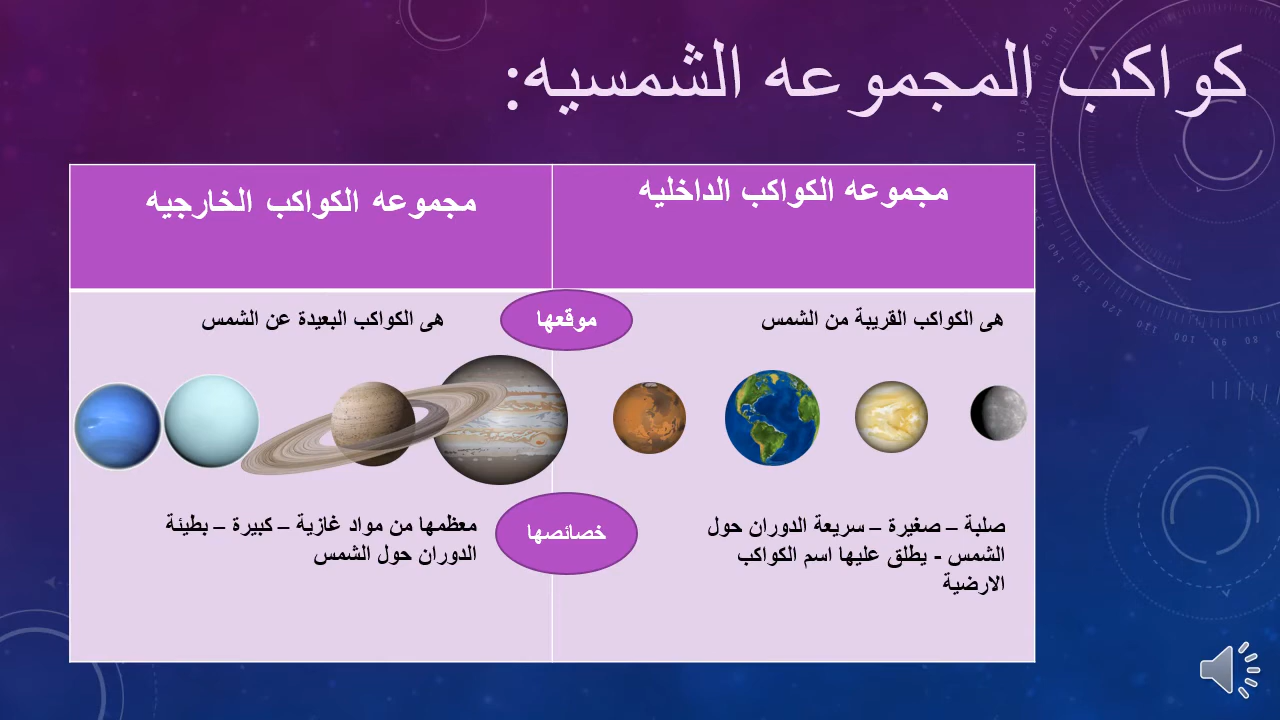 كواكب المجموعه الشمسيه:
مجموعه الكواكب الداخليه
مجموعه الكواكب الخارجيه
هى الكواكب القريبة من الشمس
موقعها
هى الكواكب البعيدة عن الشمس
صلبة – صغيرة – سريعة الدوران حول
الشمس - يطلق عليها اسم الكواكب
الارضية
خصائصها
معظمها من مواد غازية – كبيرة – بطيئة
الدوران حول الشمس